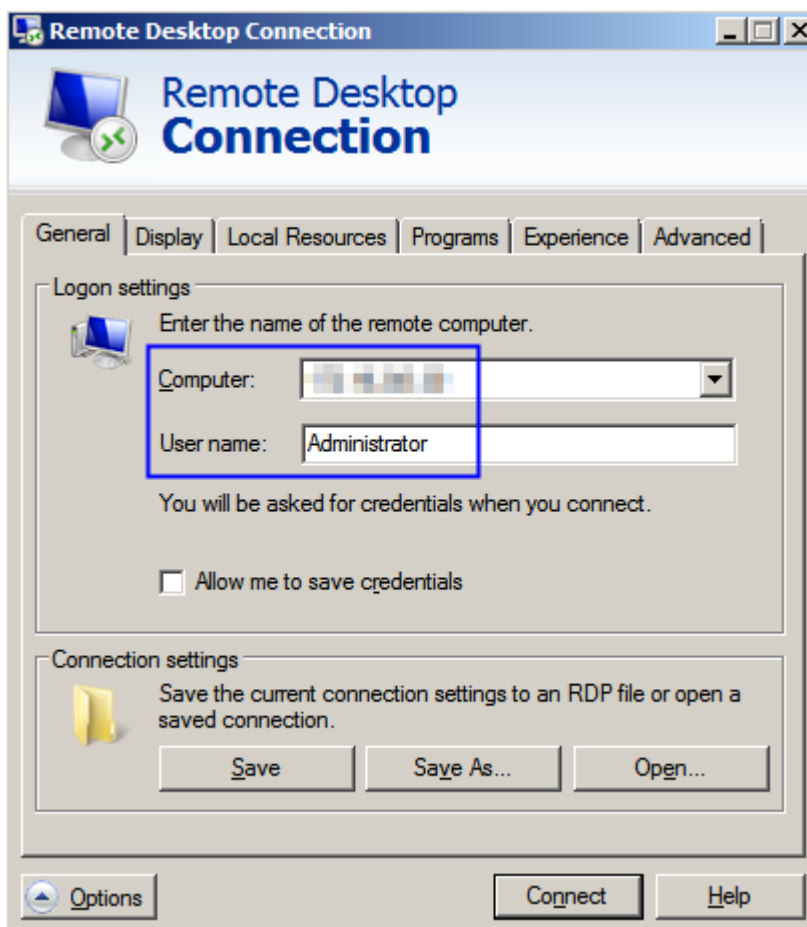 Remote Desktop Connection
Remote Desktop
Connection
General Display Local Resources Programs Experience Advanced
Logon settings
Enter the name of the remote computer.
Computer:
User name: Administrator
You will be asked for credentials when you connect.
Allow me to save credentials
Connection settings
Save the current connection settings to an RDP file or open a
saved connection.
Save Save As... Open...
Options Connect Help